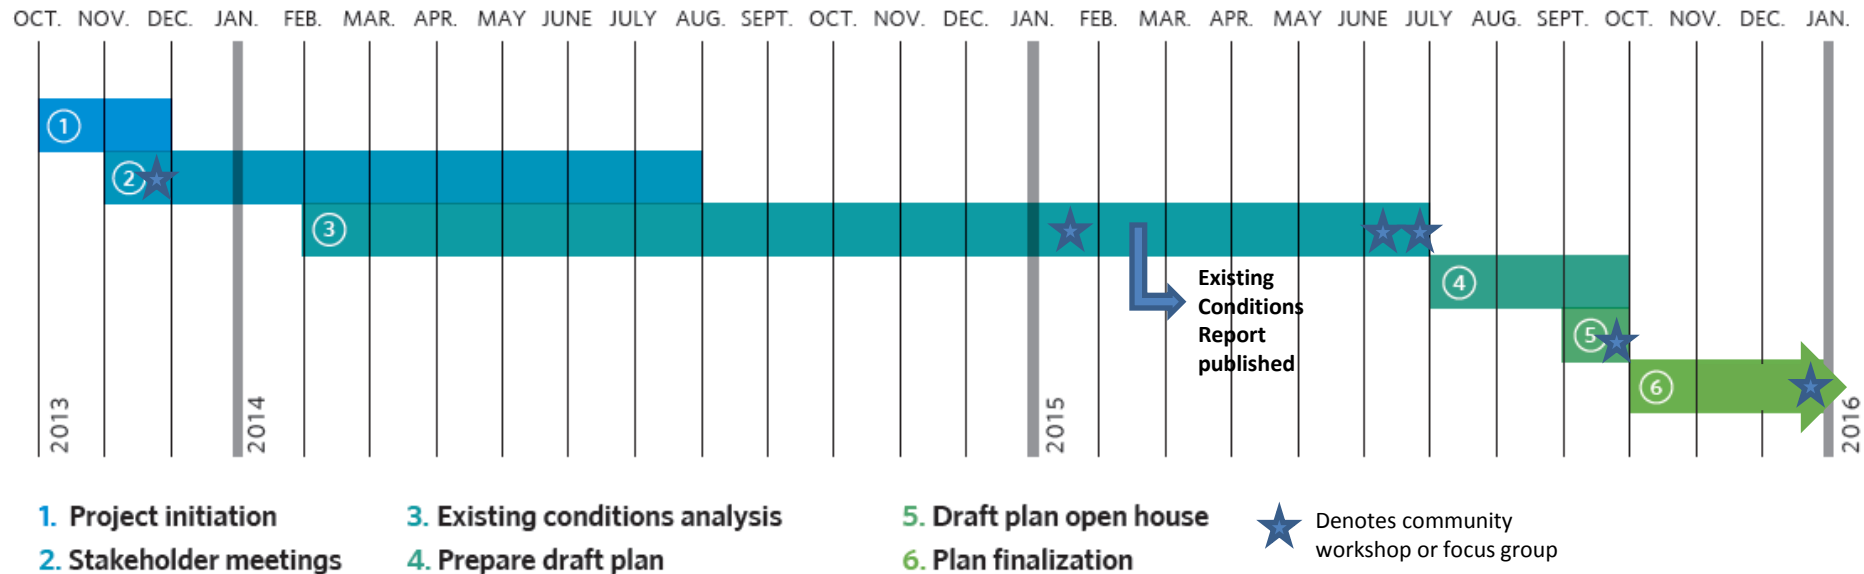 OCT. NOV. DEC. JAN. FEB. MAR. APR. MAY JUNE JULY AUG. SEPT. OCT. NOV. DEC. JAN. FEB. MAR. APR. MAY JUNE JULY AUG. SEPT. OCT. NOV. DEC. JAN.
1
2
3
4
5
6
Existing
Conditions
Report
published
2013
2014
2015
2016
1. Project initiation
2. Stakeholder meetings
3. Existing conditions analysis
4. Prepare draft plan
5. Draft plan open house
6. Plan finalization
Denotes community
workshop or focus group